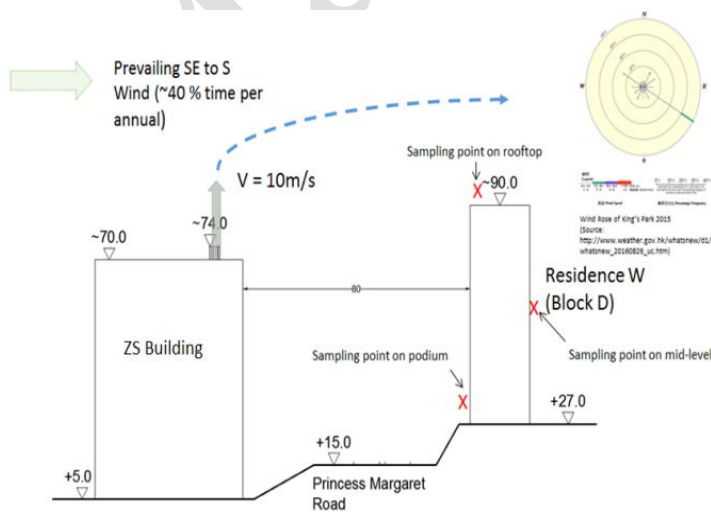 Prevailing SE to S
Wind (~40 % time per
annual)
V = 10m/s
~70.0
~74.0
Sampling point on rooftop
~90.0
N
W
E
S
Wind Rose of King's Park 2015
(Source:
http://www.weather.gov.hk/whatsnew/d1/
whatsnew_20160826_uc.htm)
60
Residence W
(Block D)
ZS Building
Sampling point on podium
Sampling point on mid-level
+27.0
+15.0
+5.0
Princess Margaret
Road